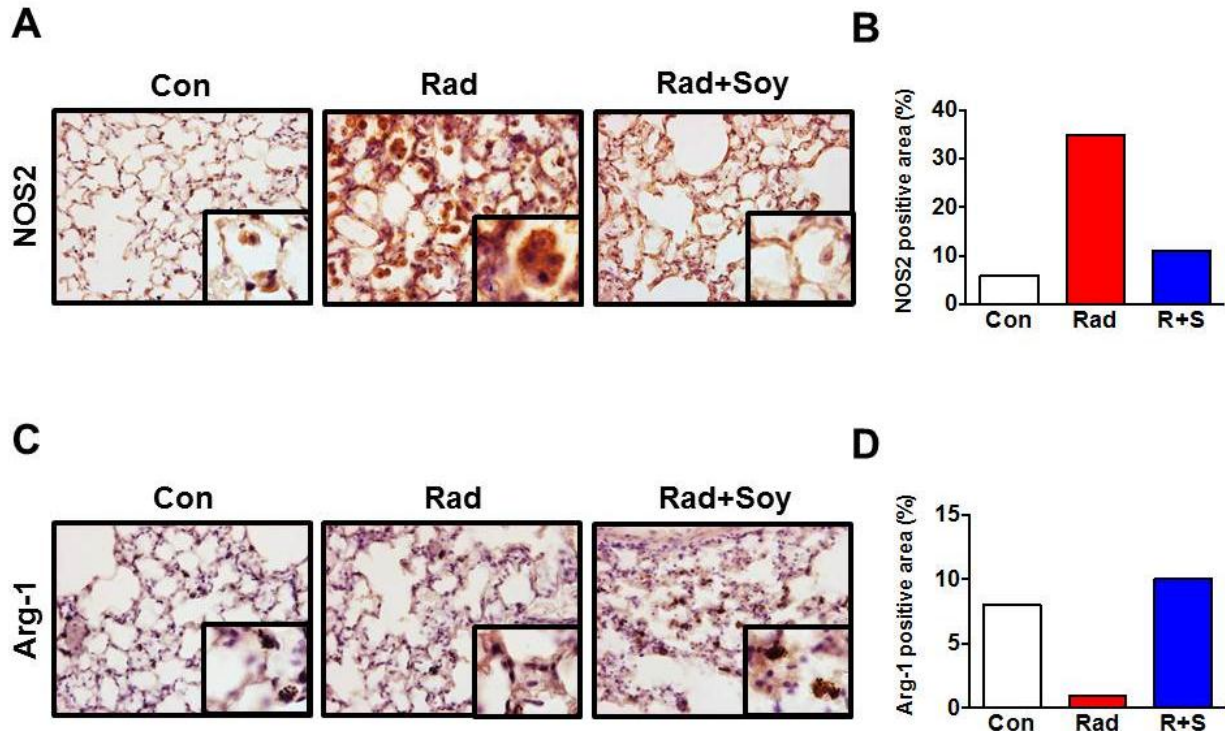 A
B
Con
Rad
Rad+Soy
NOS2
NOS2 positive area (%)
40
30
20
10
0
Con
Rad
R+S
C
D
Con
Rad
Rad+Soy
Arg-1
Arg-1 positive area (%)
15
10
5
0
Con
Rad
R+S